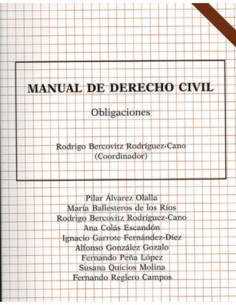 MANUAL DE DERECHO CIVIL
Obligaciones
Rodrigo Bercovitz Rodríguez-Cano
(Coordinador)
Pilar Álvarez Olalla
María Ballesteros de los Ríos
Rodrigo Bercovitz Rodríguez-Cano
Ana Colás Escandón
Ignacio Garrote Fernández-Díez
Alfonso González Gozalo
Fernando Peña López
Susana Quicios Molina
Fernando Reglero Campos